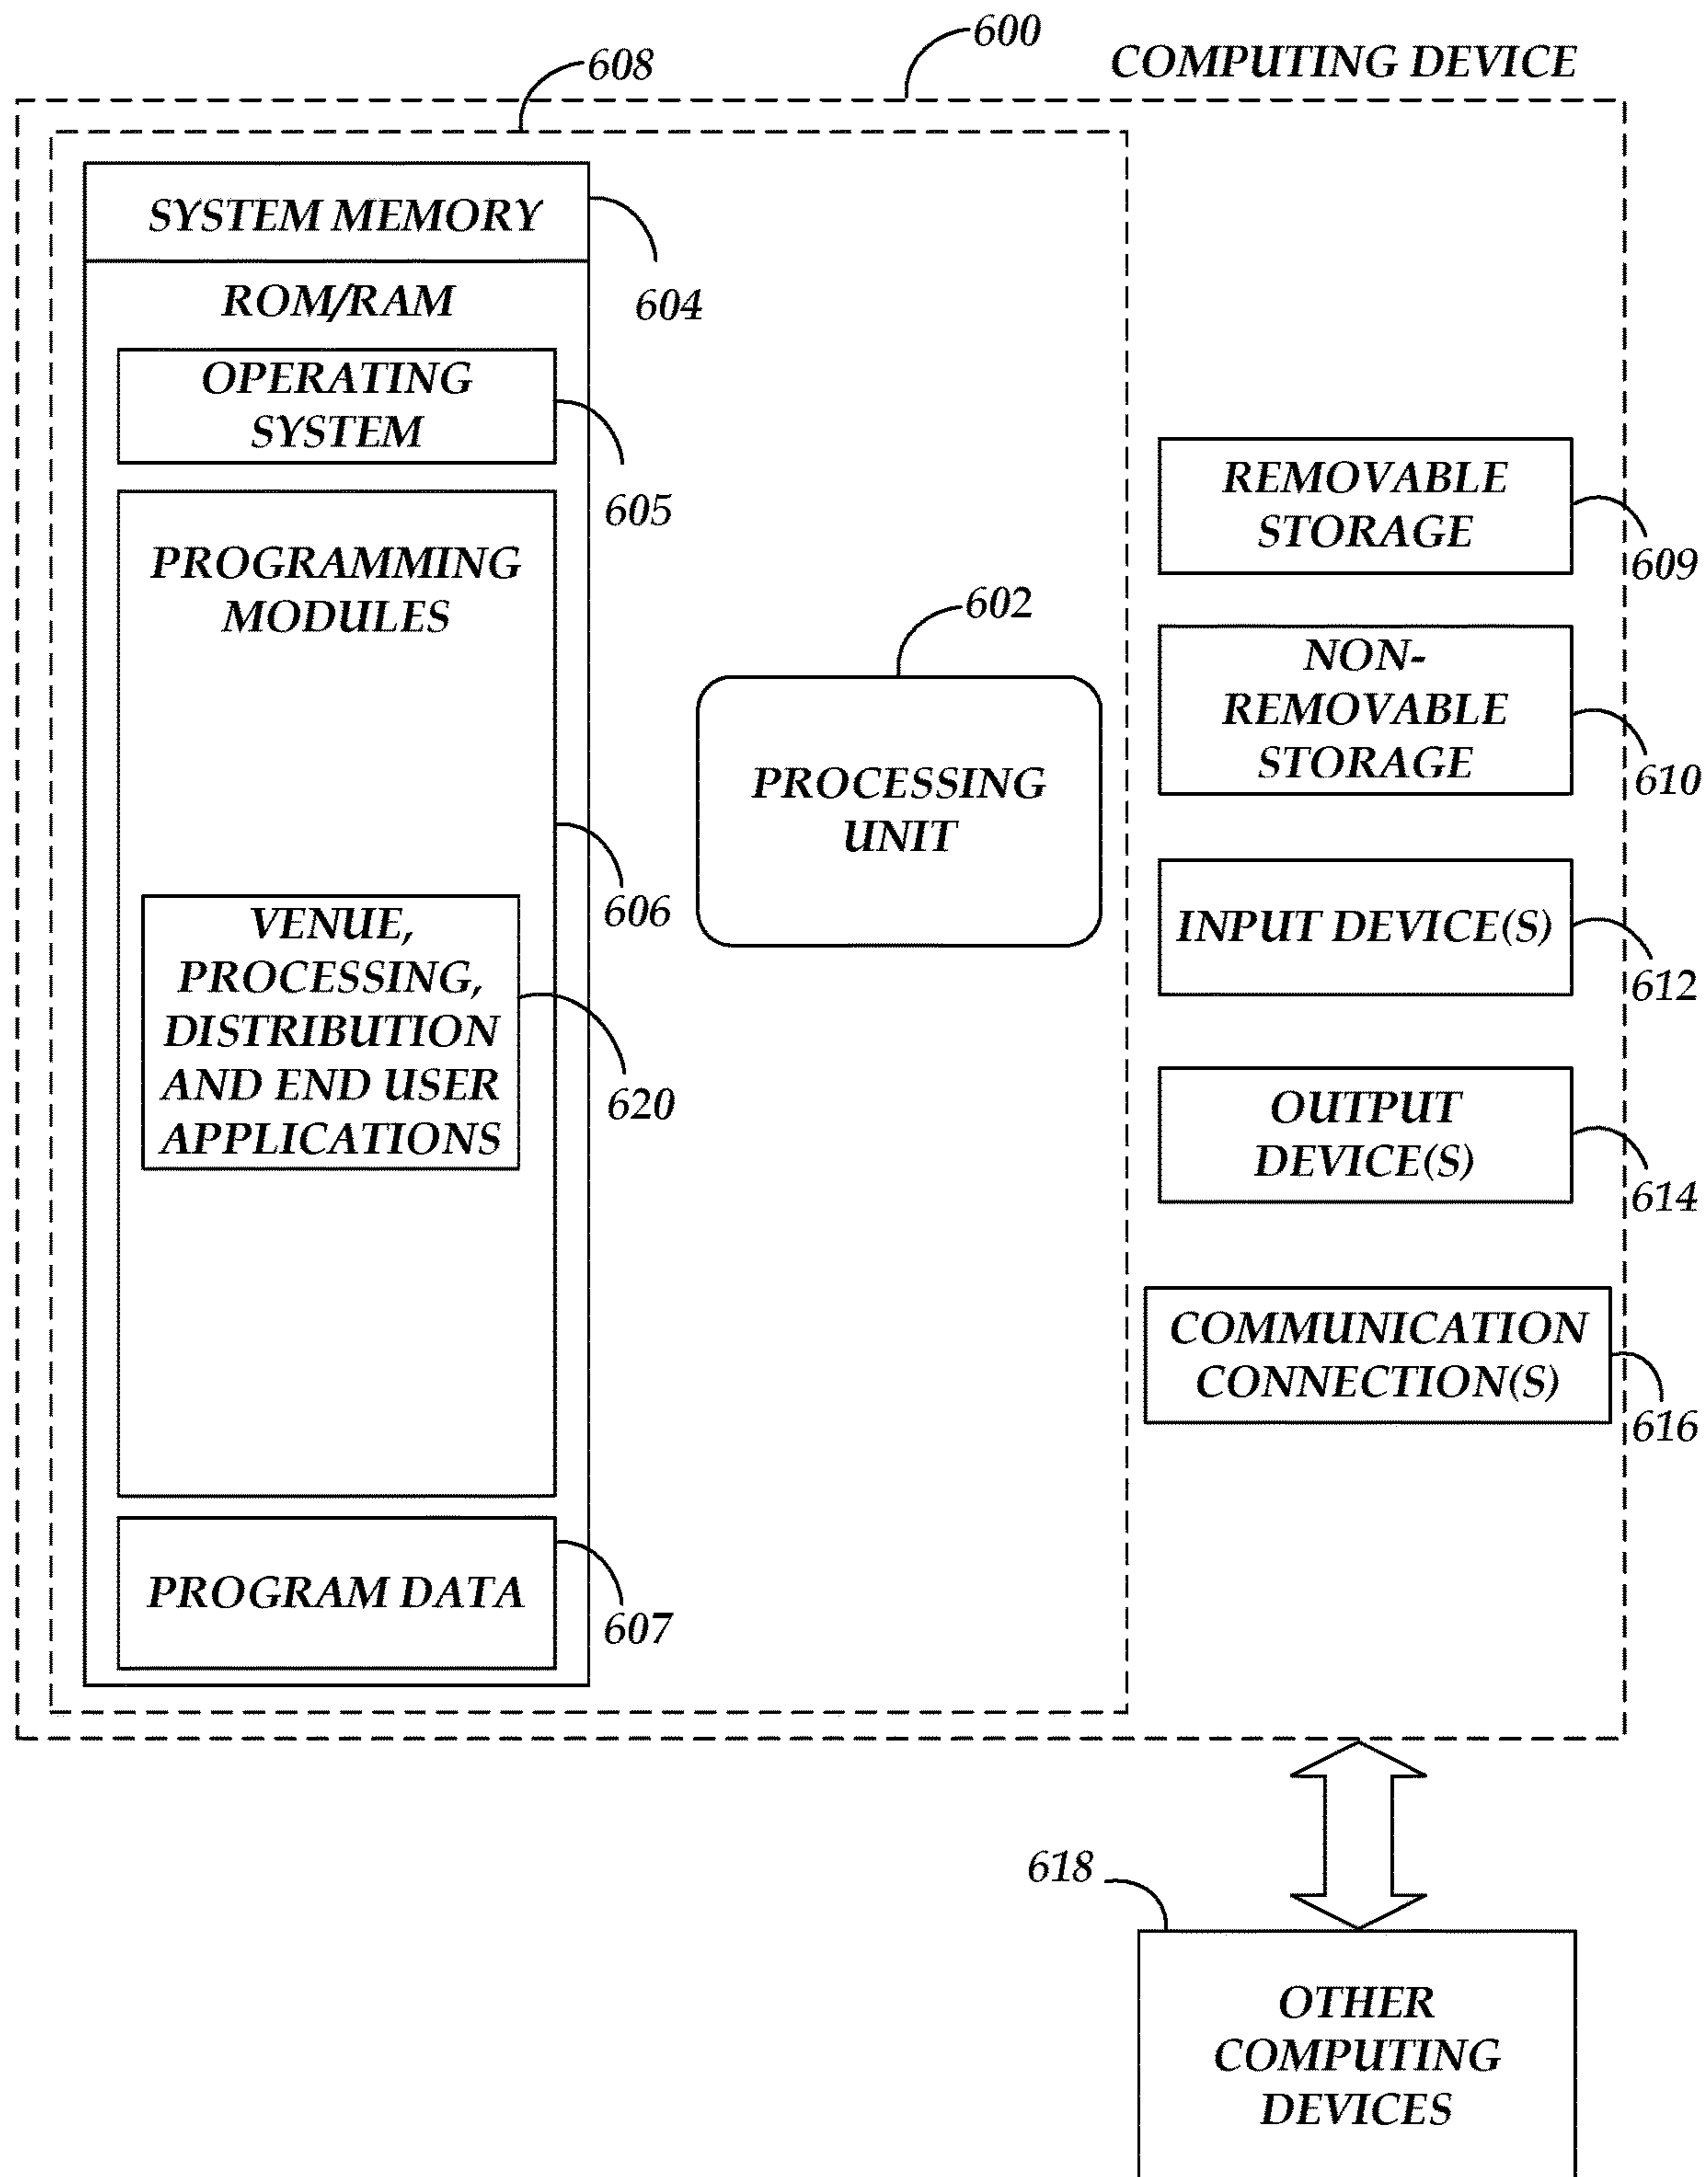 600
COMPUTING DEVICE
608
SYSTEM MEMORY
604
ROM/RAM
OPERATING
SYSTEM
605
PROGRAMMING
MODULES
606
VENUE,
PROCESSING,
DISTRIBUTION
AND END USER
APPLICATIONS
620
PROGRAM DATA
607
602
PROCESSING
UNIT
REMOVABLE
STORAGE
609
NON-
REMOVABLE
STORAGE
610
INPUT DEVICE(S)
612
OUTPUT
DEVICE(S)
614
COMMUNICATION
CONNECTION(S)
616
618
OTHER
COMPUTING
DEVICES